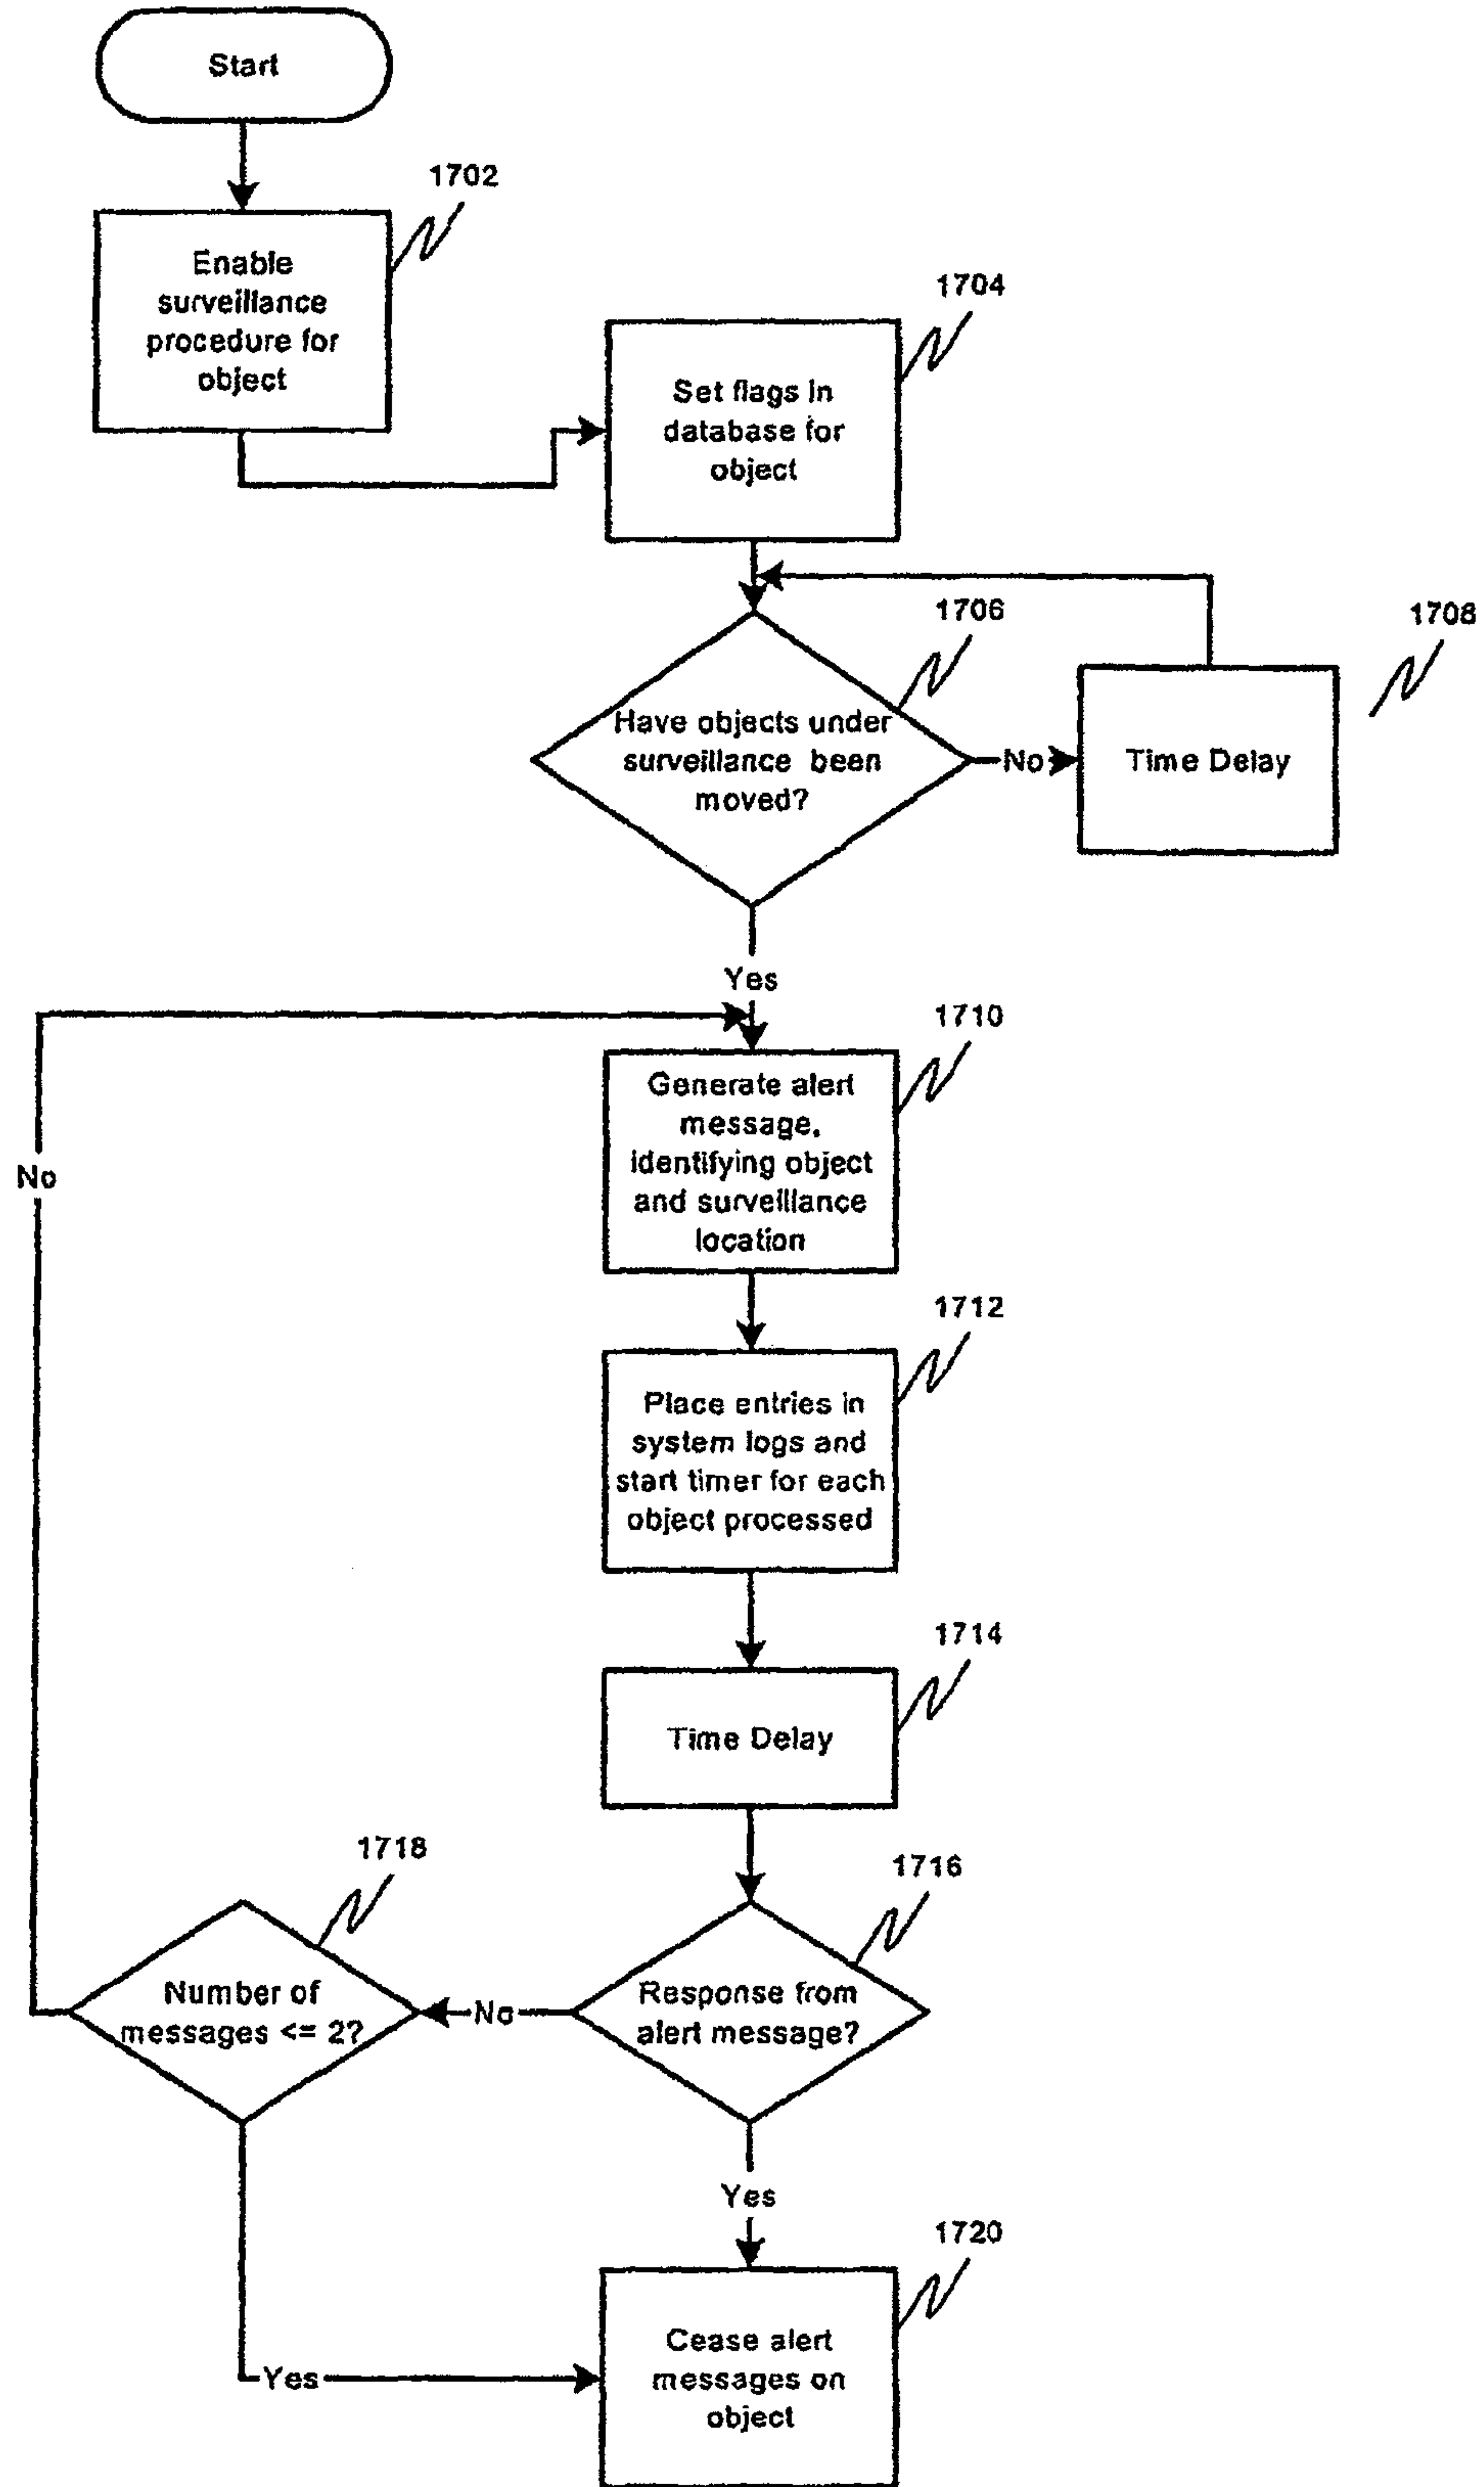 Start
1702
Enable
surveillance
procedure for
object
1704
Set flags in
database for
object
1706
Have objects under
surveillance been
moved?
No
1708
Time Delay
Yes
1710
Generate alert
message,
identifying object
and surveillance
location
No
1712
Place entries in
system logs and
start timer for each
object processed
1714
Time Delay
1716
Response from
alert message?
No
1718
Number of
messages <= 2?
Yes
1720
Cease alert
messages on
object
Yes